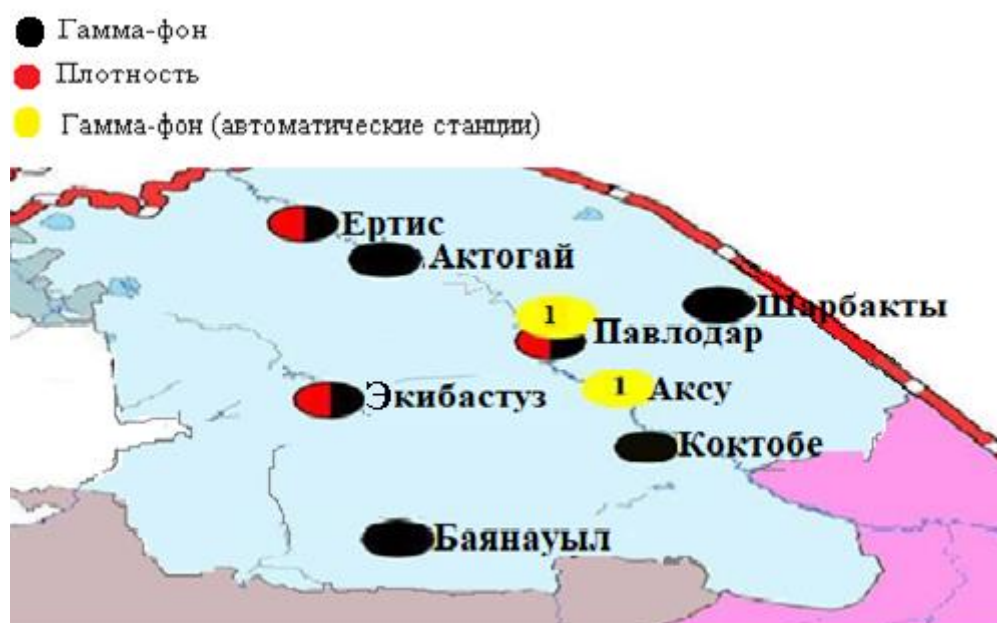 Гамма-фон
Плотность
Гамма-фон (автоматические станции)
Ертис
Актогай
Шарбакты
1
Павлодар
1
Аксу
Экибастуз
Коктобе
Баянауыл